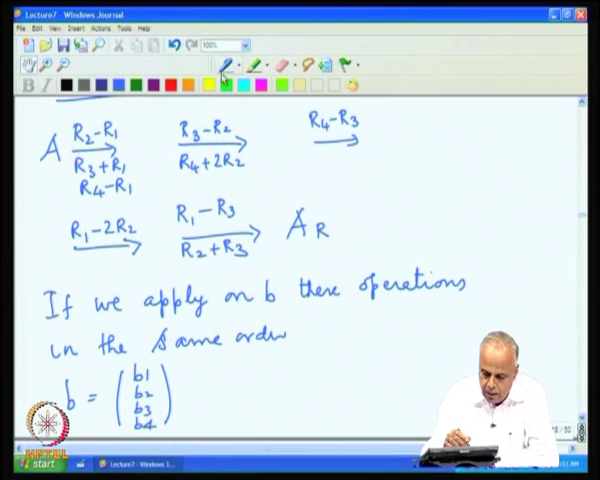 Lecture7 - Windows Journal
File Edit View Insert Actions Tools Help
100%
B I
A R2-R1 R3-R2 R4-R3
R3+R1 R4+2R2
R4-R1
R1-2R2 R1-R3 AR
R2+R3
If we apply on b these operations
in the same order
b = (b1
b2
b3
b4)
NPTEL
start Lecture7 - Windows J...